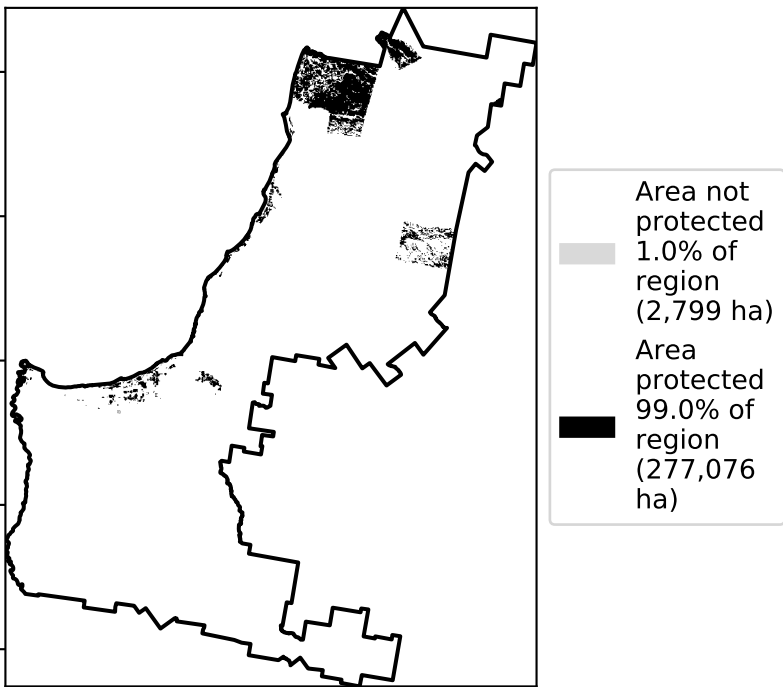 Area not
protected
1.0% of
region
(2,799 ha)
Area
protected
99.0% of
region
(277,076
ha)